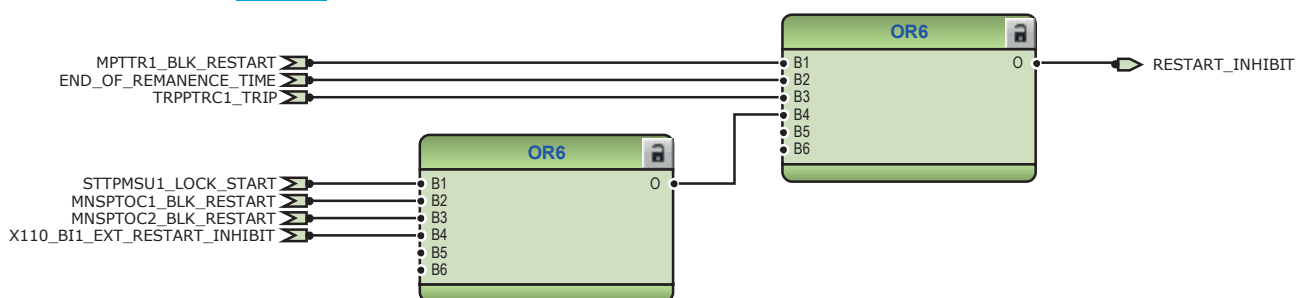 OR6
MPTTR1_BLK_RESTART
END_OF_REMANENCE_TIME
TRPPTRC1_TRIP
B1
B2
B3
B4
B5
B6
O
RESTART_INHIBIT
OR6
STTPMSU1_LOCK_START
MNSPTOC1_BLK_RESTART
MNSPTOC2_BLK_RESTART
X110_BI1_EXT_RESTART_INHIBIT
B1
B2
B3
B4
B5
B6
O